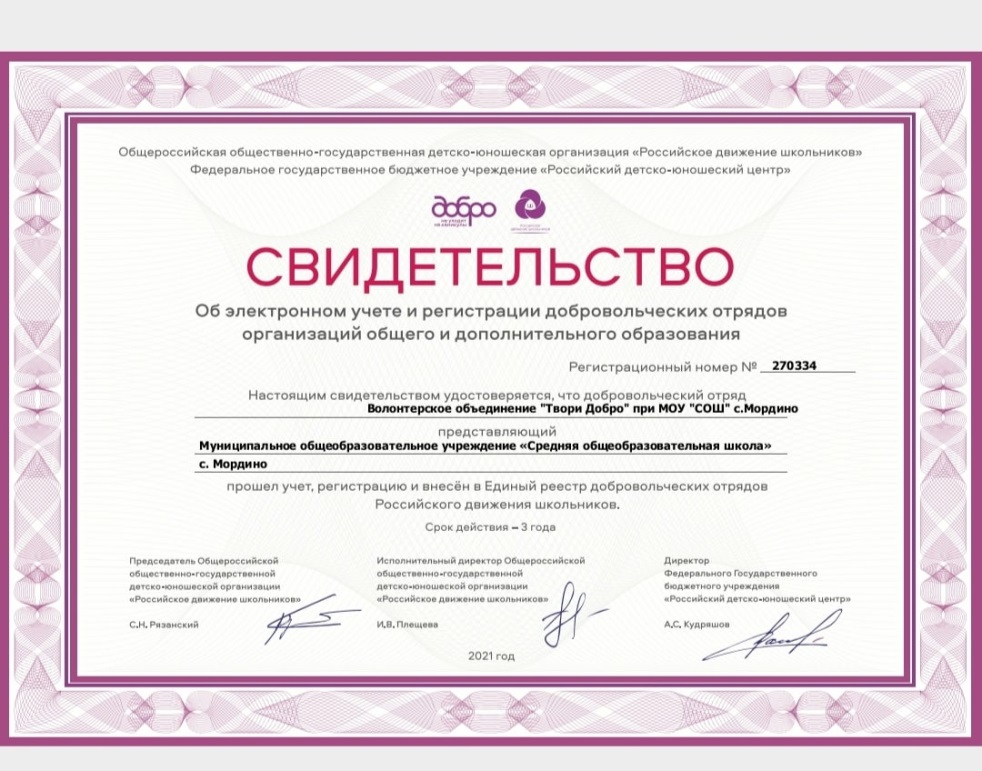 Общероссийская общественно-государственная детско-юношеская организация «Российское движение школьников»
Федеральное государственное бюджетное учреждение «Российский детско-юношеский центр»
добро
не уходит
на каникулы
СВИДЕТЕЛЬСТВО
Об электронном учете и регистрации добровольческих отрядов
организаций общего и дополнительного образования
Регистрационный номер № 270334
Настоящим свидетельством удостоверяется, что добровольческий отряд
Волонтерское объединение "Твори Добро" при МОУ "СОШ" с.Мордино
представляющий
Муниципальное общеобразовательное учреждение «Средняя общеобразовательная школа»
с. Мордино
прошел учет, регистрацию и внесён в Единый реестр добровольческих отрядов
Российского движения школьников.
Срок действия – 3 года
Председатель Общероссийской
общественно-государственной
детско-юношеской организации
«Российское движение школьников»
С.Н. Рязанский
Исполнительный директор Общероссийской
общественно-государственной
детско-юношеской организации
«Российское движение школьников»
И.В. Плещева
Директор
Федерального Государственного
бюджетного учреждения
«Российский детско-юношеский центр»
А.С. Кудряшов
2021 год